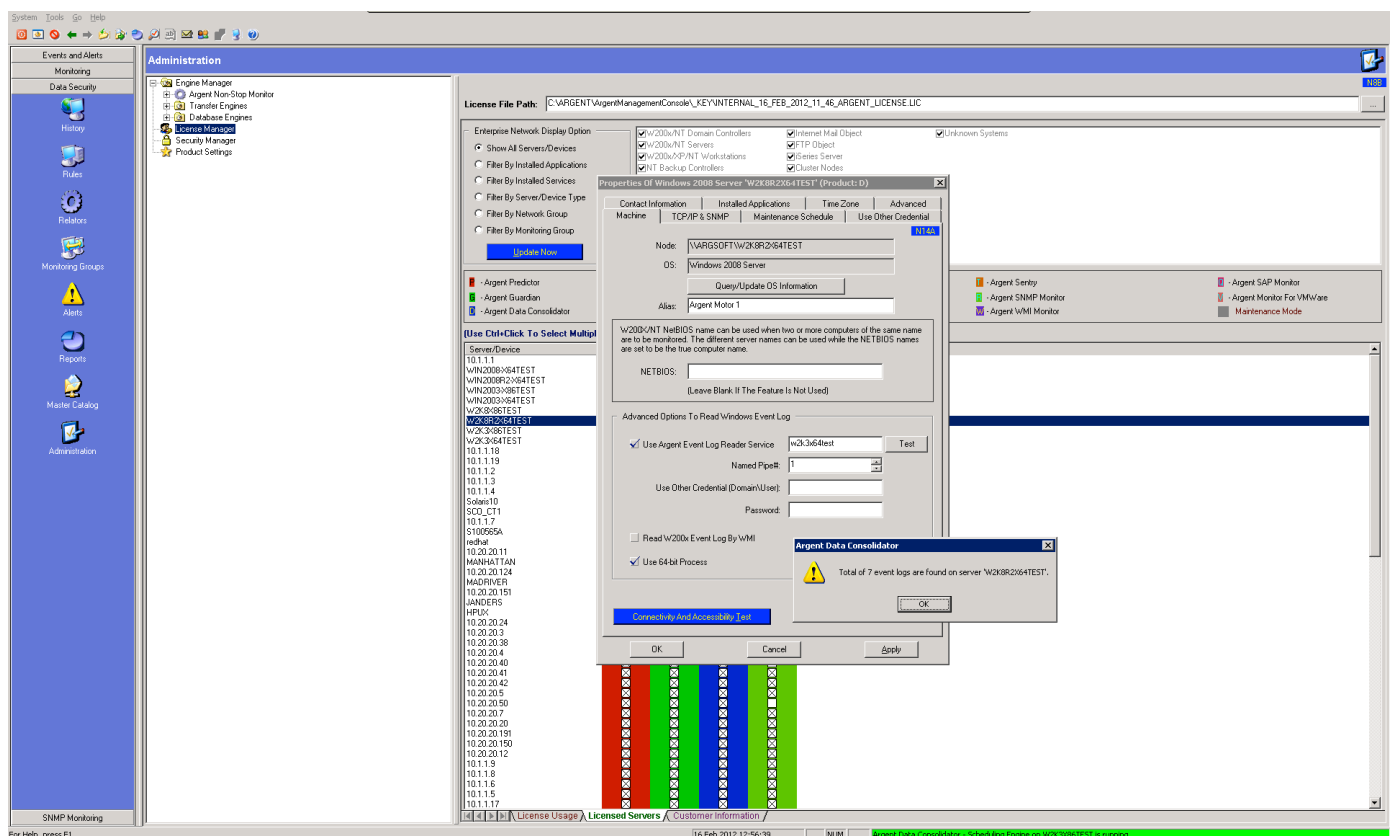 System Tools Go Help
Events and Alerts
Monitoring
Data Security
History
Rules
Relators
Monitoring Groups
Alerts
Reports
Master Catalog
Administration
SNMP Monitoring
Administration
N8B
Engine Manager
Argent Non-Stop Monitor
Transfer Engines
Database Engines
License Manager
Security Manager
Product Settings
License File Path: C:\ARGENT\ArgentManagementConsole\_KEY\INTERNAL_16_FEB_2012_11_46_ARGENT_LICENSE.LIC ...
Enterprise Network Display Option
Show All Servers/Devices
Filter By Installed Applications
Filter By Installed Services
Filter By Server/Device Type
Filter By Network Group
Filter By Monitoring Group
Update Now
W200x/NT Domain Controllers Internet Mail Object Unknown Systems
W200x/NT Servers FTP Object
W200x/XP/NT Workstations iSeries Server
NT Backup Controllers Cluster Nodes
P - Argent Predictor
G - Argent Guardian
D - Argent Data Consolidator
- Argent Sentry
- Argent SNMP Monitor
W - Argent WMI Monitor
- Argent SAP Monitor
- Argent Monitor For VMWare
Maintenance Mode
(Use Ctrl+Click To Select Multipl
Server/Device
10.1.1.1
WIN2008-X64TEST
WIN2008R2-X64TEST
WIN2003-X86TEST
WIN2003-X64TEST
W2K8X86TEST
W2K8R2X64TEST
W2K3X86TEST
W2K3X64TEST
10.1.1.18
10.1.1.19
10.1.1.2
10.1.1.3
10.1.1.4
Solaris10
SCO_CT1
10.1.1.7
S100565A
redhat
10.20.20.11
MANHATTAN
10.20.20.124
MADRIVER
10.20.20.151
JANDERS
HPUX
10.20.20.24
10.20.20.3
10.20.20.38
10.20.20.4
10.20.20.40
10.20.20.41
10.20.20.42
10.20.20.5
10.20.20.50
10.20.20.7
10.20.20.20
10.20.20.191
10.20.20.150
10.20.20.12
10.1.1.9
10.1.1.8
10.1.1.6
10.1.1.5
10.1.1.17
License Usage Licensed Servers Customer Information
Properties Of Windows 2008 Server 'W2K8R2X64TEST' (Product: D)
Contact Information Installed Applications Time Zone Advanced
Machine TCP/IP & SNMP Maintenance Schedule Use Other Credential
N14A
Node: \\ARGSOFT\W2K8R2X64TEST
OS: Windows 2008 Server
Query/Update OS Information
Alias: Argent Motor 1
W200X/NT NetBIOS name can be used when two or more computers of the same name
are to be monitored. The different server names can be used while the NETBIOS names
are set to be the true computer name.
NETBIOS:
(Leave Blank If The Feature Is Not Used)
Advanced Options To Read Windows Event Log
Use Argent Event Log Reader Service w2k3x64test Test
Named Pipe#: 1
Use Other Credential (Domain\User):
Password:
Read W200x Event Log By WMI
Use 64-bit Process
Connectivity And Accessibility Test
OK Cancel Apply
Argent Data Consolidator
Total of 7 event logs are found on server 'W2K8R2X64TEST'.
OK
For Help, press F1
16 Feb 2012 12:56:39 NUM Argent Data Consolidator - Scheduling Engine on W2K3X86TEST is running